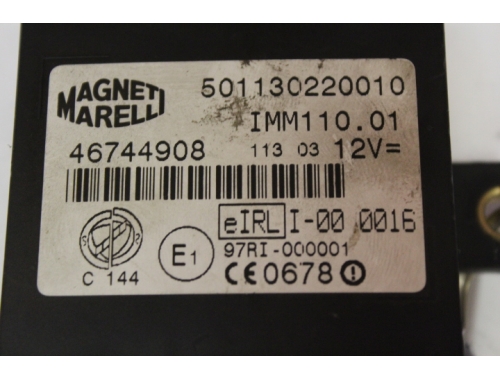 MAGNETI MARELLI
501130220010
IMM110.01
46744908 113 03 12V=
eIRL I-00 0016
E1 97RI-000001
C 144 CE0678